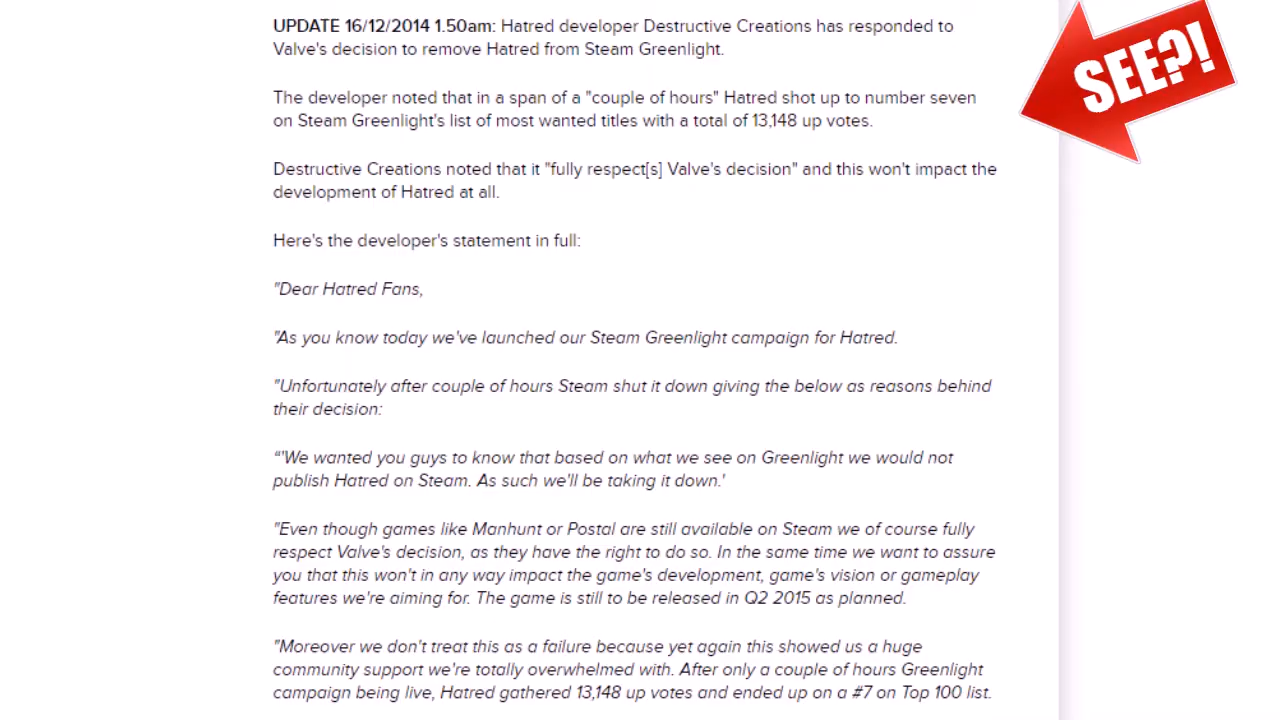 UPDATE 16/12/2014 1.50am: Hatred developer Destructive Creations has responded to
Valve's decision to remove Hatred from Steam Greenlight.
SEE?!
The developer noted that in a span of a "couple of hours" Hatred shot up to number seven
on Steam Greenlight's list of most wanted titles with a total of 13,148 up votes.
Destructive Creations noted that it "fully respect[s] Valve's decision" and this won't impact the
development of Hatred at all.
Here's the developer's statement in full:
"Dear Hatred Fans,
"As you know today we've launched our Steam Greenlight campaign for Hatred.
"Unfortunately after couple of hours Steam shut it down giving the below as reasons behind
their decision:
"'We wanted you guys to know that based on what we see on Greenlight we would not
publish Hatred on Steam. As such we'll be taking it down.'
"Even though games like Manhunt or Postal are still available on Steam we of course fully
respect Valve's decision, as they have the right to do so. In the same time we want to assure
you that this won't in any way impact the game's development, game's vision or gameplay
features we're aiming for. The game is still to be released in Q2 2015 as planned.
"Moreover we don't treat this as a failure because yet again this showed us a huge
community support we're totally overwhelmed with. After only a couple of hours Greenlight
campaign being live, Hatred gathered 13,148 up votes and ended up on a #7 on Top 100 list.